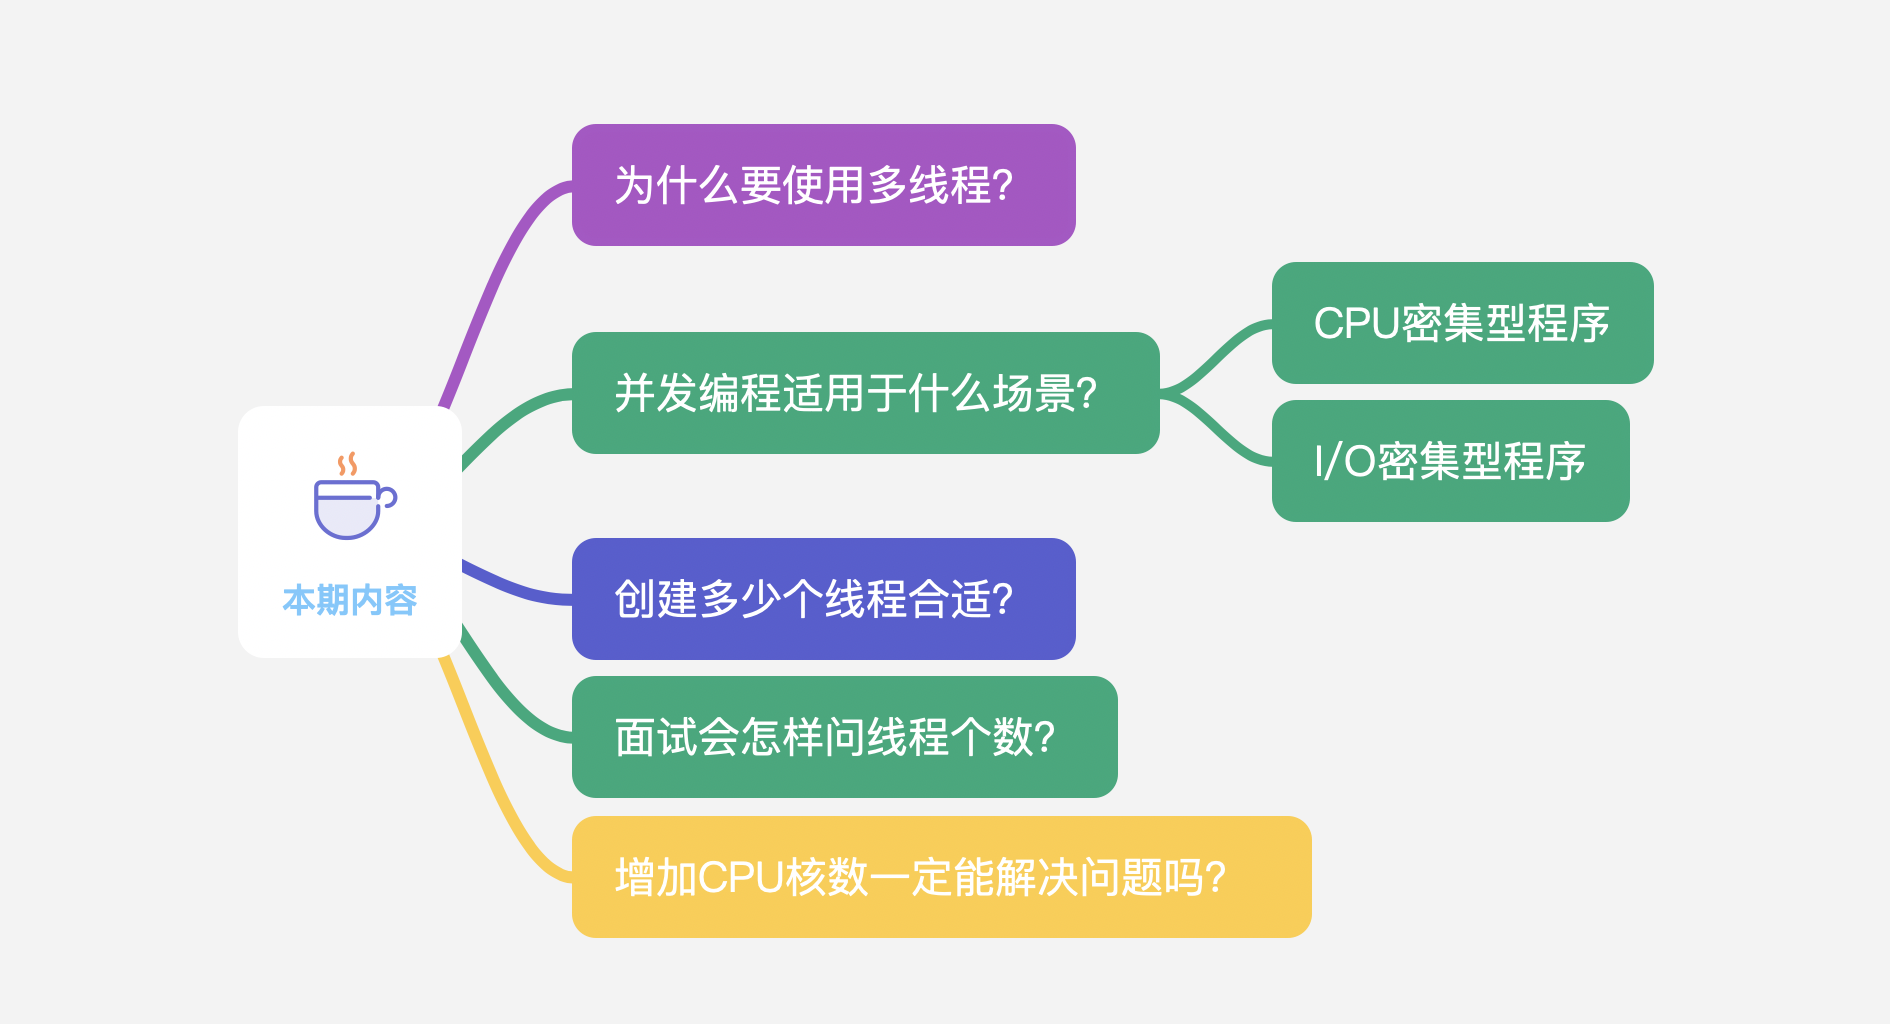 为什么要使用多线程?
并发编程适用于什么场景?
CPU密集型程序
I/O密集型程序
本期内容
创建多少个线程合适?
面试会怎样问线程个数?
增加CPU核数一定能解决问题吗?